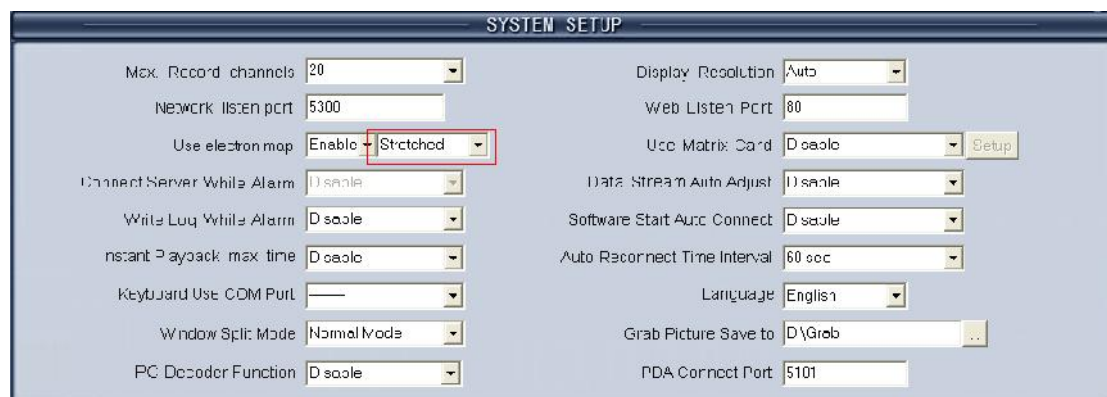 SYSTEM SETUP
Max. Record channels 20 Display Resolution Auto
Network listen port 5300 Web Listen Port 80
Use electron map Enable Stretched Use Matrix Card Disable Setup
Connect Server While Alarm Disable Data Stream Auto Adjust Disable
Write Log While Alarm Disable Software Start Auto Connect Disable
Instant Playback max time Disable Auto Reconnect Time Interval 60 sec
Keyboard Use COM Port —— Language English
Window Split Mode Normal Mode Grab Picture Save to D:\Grab ..
PC Decoder Function Disable PDA Connect Port 5101